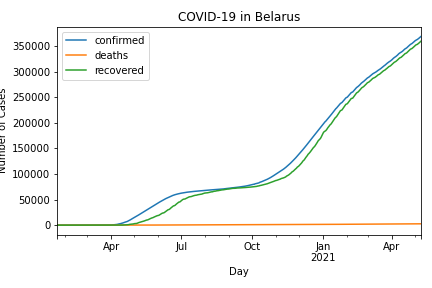 COVID-19 in Belarus
confirmed
deaths
recovered
350000
300000
250000
200000
150000
100000
50000
0
Number of Cases
Apr
Jul
Oct
Jan
2021
Apr
Day